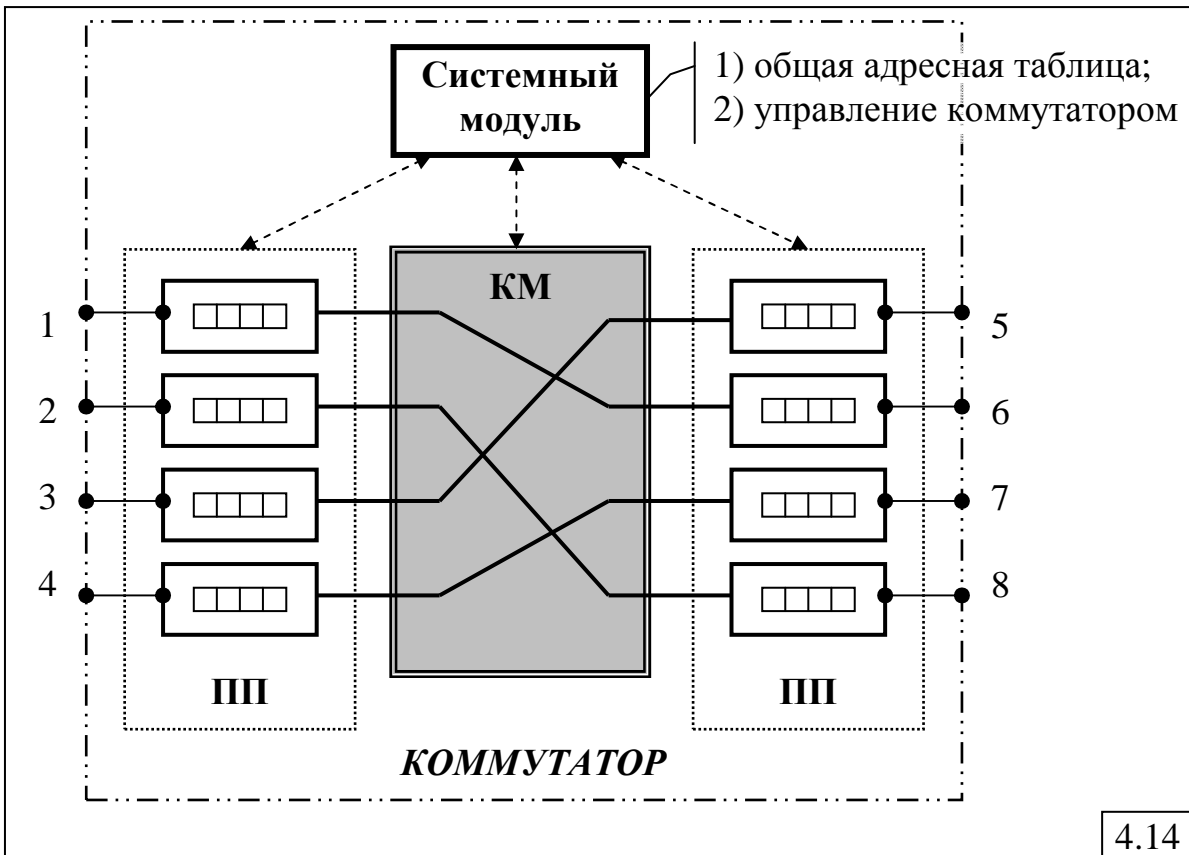 Системный
модуль
1) общая адресная таблица;
2) управление коммутатором
КМ
1
2
3
4
5
6
7
8
ПП
ПП
КОММУТАТОР
4.14